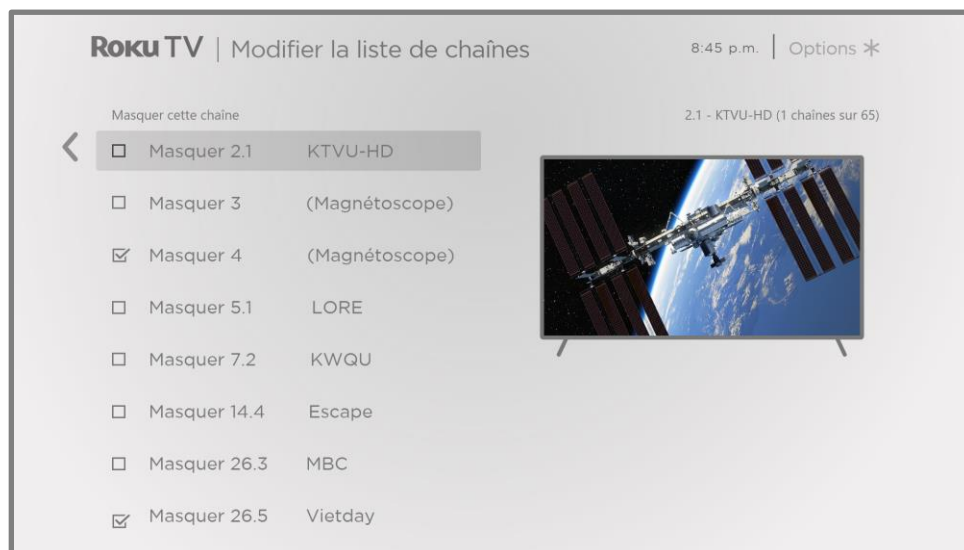 Roku TV | Modifier la liste de chaînes 8:45 p.m. | Options *
Masquer cette chaîne 2.1 - KTVU-HD (1 chaînes sur 65)
Masquer 2.1 KTVU-HD
Masquer 3 (Magnétoscope)
Masquer 4 (Magnétoscope)
Masquer 5.1 LORE
Masquer 7.2 KWQU
Masquer 14.4 Escape
Masquer 26.3 MBC
Masquer 26.5 Vietday